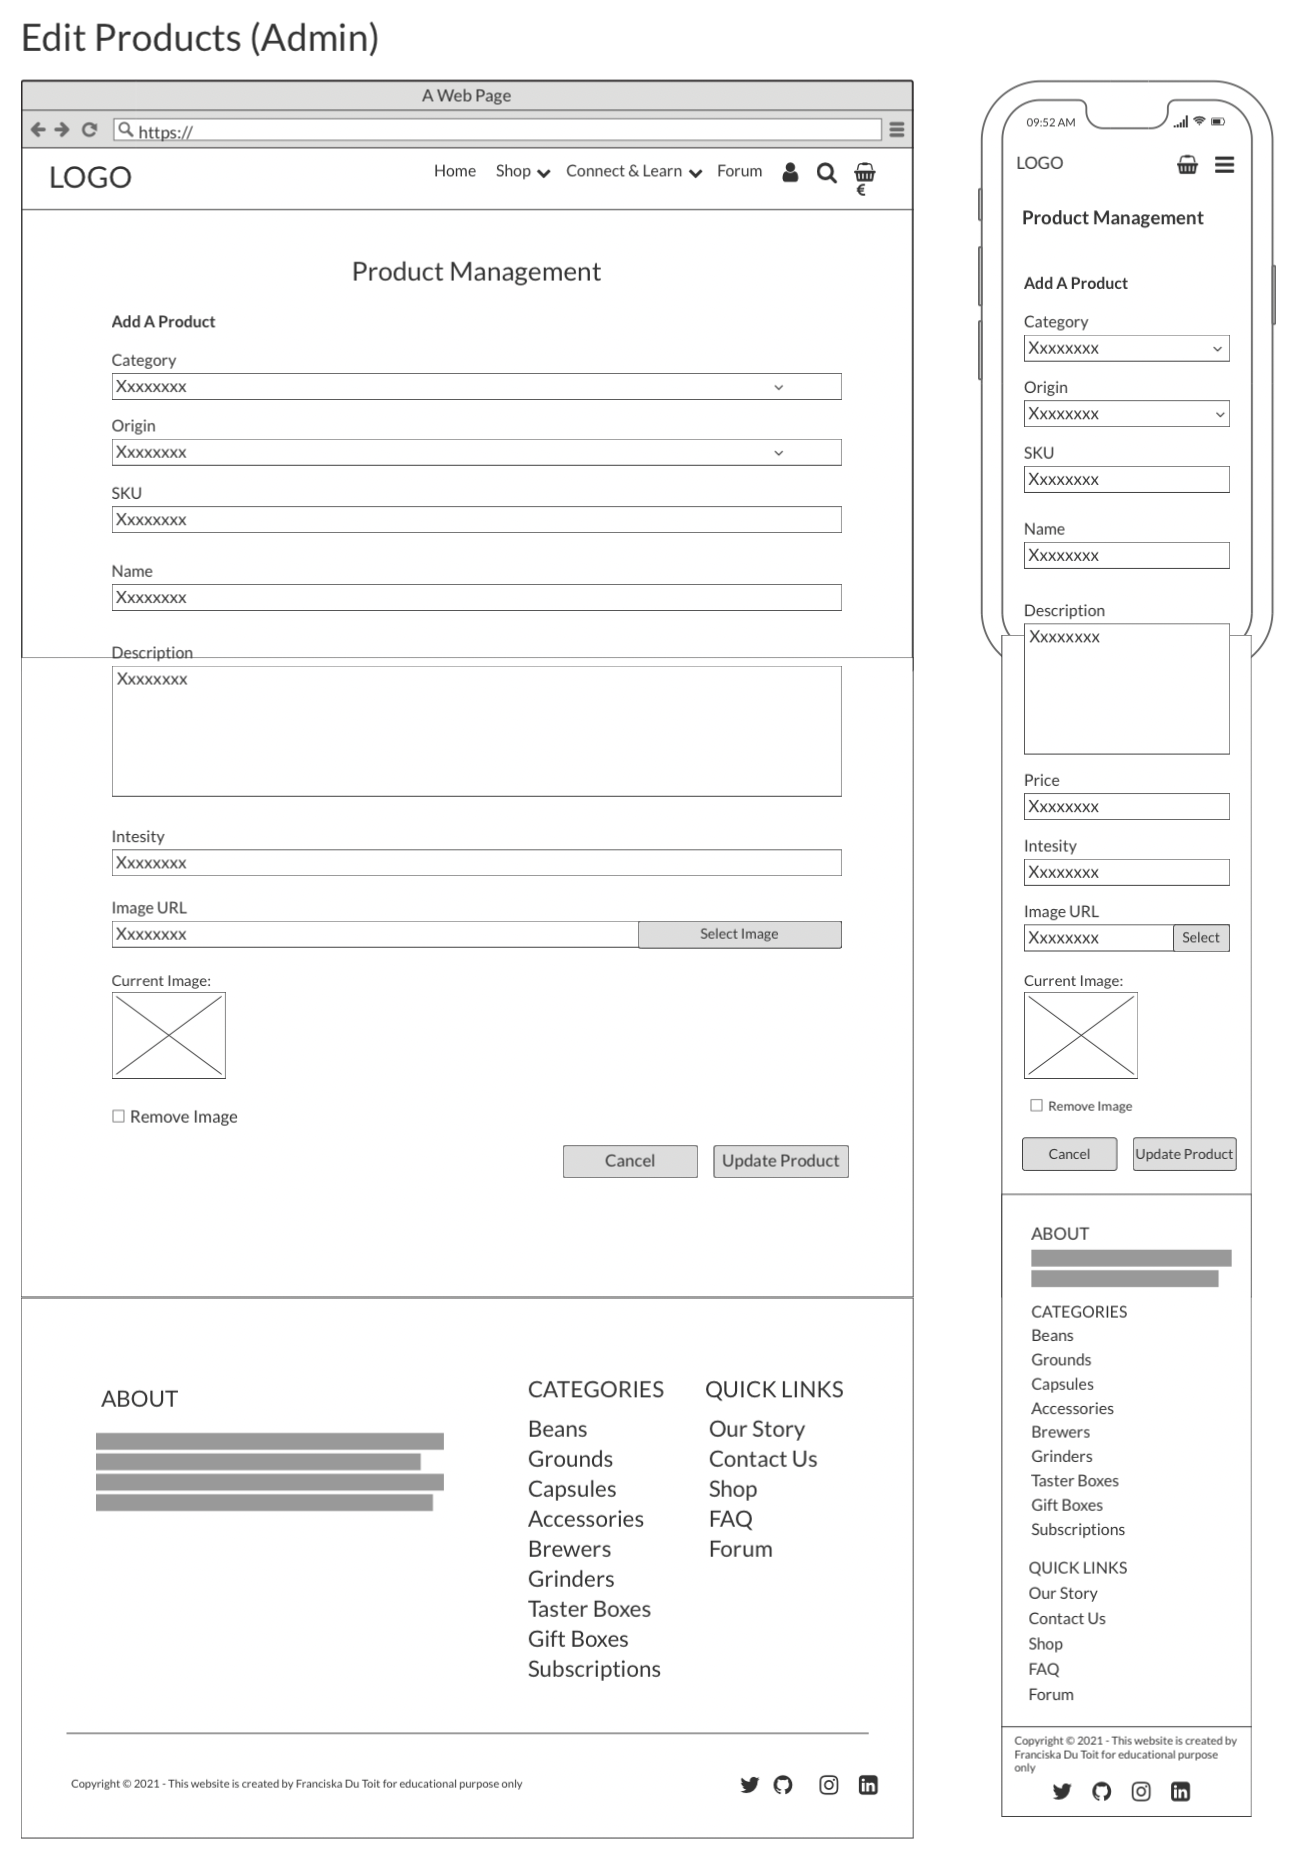 Edit Products (Admin)
A Web Page
https://
LOGO
Home Shop Connect & Learn Forum
€
Product Management
Add A Product
Category
Xxxxxxxx
Origin
Xxxxxxxx
SKU
Xxxxxxxx
Name
Xxxxxxxx
Description
Xxxxxxxx
Intesity
Xxxxxxxx
Image URL
Xxxxxxxx Select Image
Current Image:
Remove Image
Cancel Update Product
ABOUT
CATEGORIES
Beans
Grounds
Capsules
Accessories
Brewers
Grinders
Taster Boxes
Gift Boxes
Subscriptions
QUICK LINKS
Our Story
Contact Us
Shop
FAQ
Forum
Copyright © 2021 - This website is created by Franciska Du Toit for educational purpose only
09:52 AM
LOGO
Product Management
Add A Product
Category
Xxxxxxxx
Origin
Xxxxxxxx
SKU
Xxxxxxxx
Name
Xxxxxxxx
Description
Xxxxxxxx
Price
Xxxxxxxx
Intesity
Xxxxxxxx
Image URL
Xxxxxxxx Select
Current Image:
Remove Image
Cancel Update Product
ABOUT
CATEGORIES
Beans
Grounds
Capsules
Accessories
Brewers
Grinders
Taster Boxes
Gift Boxes
Subscriptions
QUICK LINKS
Our Story
Contact Us
Shop
FAQ
Forum
Copyright © 2021 - This website is created by
Franciska Du Toit for educational purpose
only